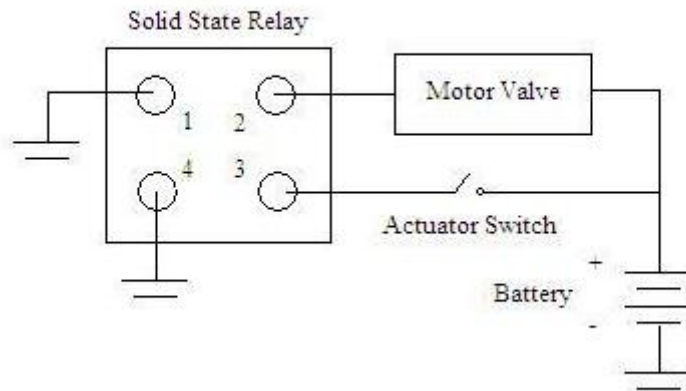 Solid State Relay
Motor Valve
1 2
4 3
Actuator Switch
+
Battery
-